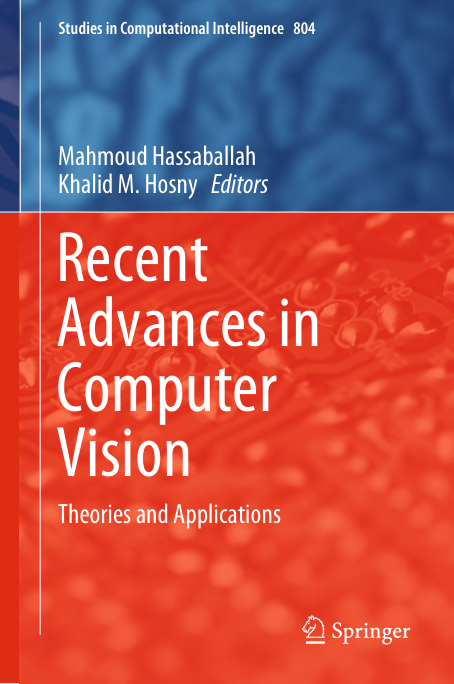 Studies in Computational Intelligence 804
Mahmoud Hassaballah
Khalid M. Hosny Editors
Recent
Advances in
Computer
Vision
Theories and Applications
Springer